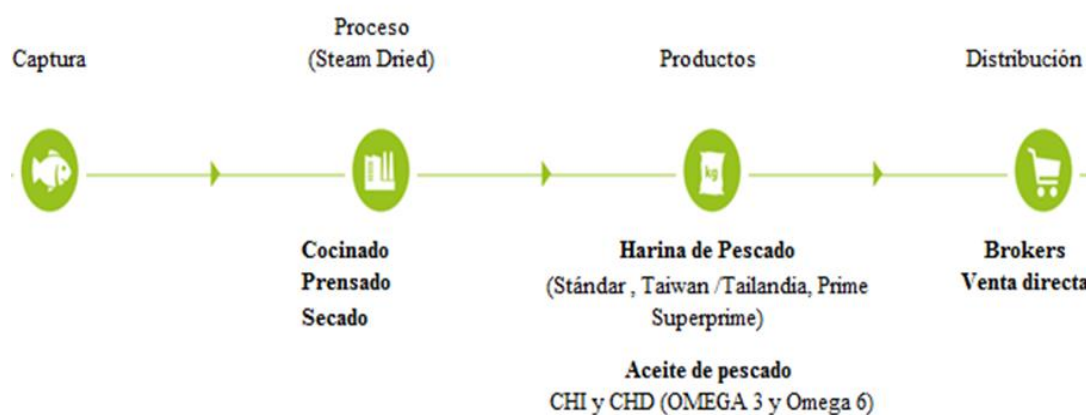 Captura
Proceso
(Steam Dried)
Productos
Distribución
kg
Cocinado
Prensado
Secado
Harina de Pescado
(Stándar , Taiwan /Tailandia, Prime
Superprime)
Aceite de pescado
CHI y CHD (OMEGA 3 y Omega 6)
Brokers
Venta directa